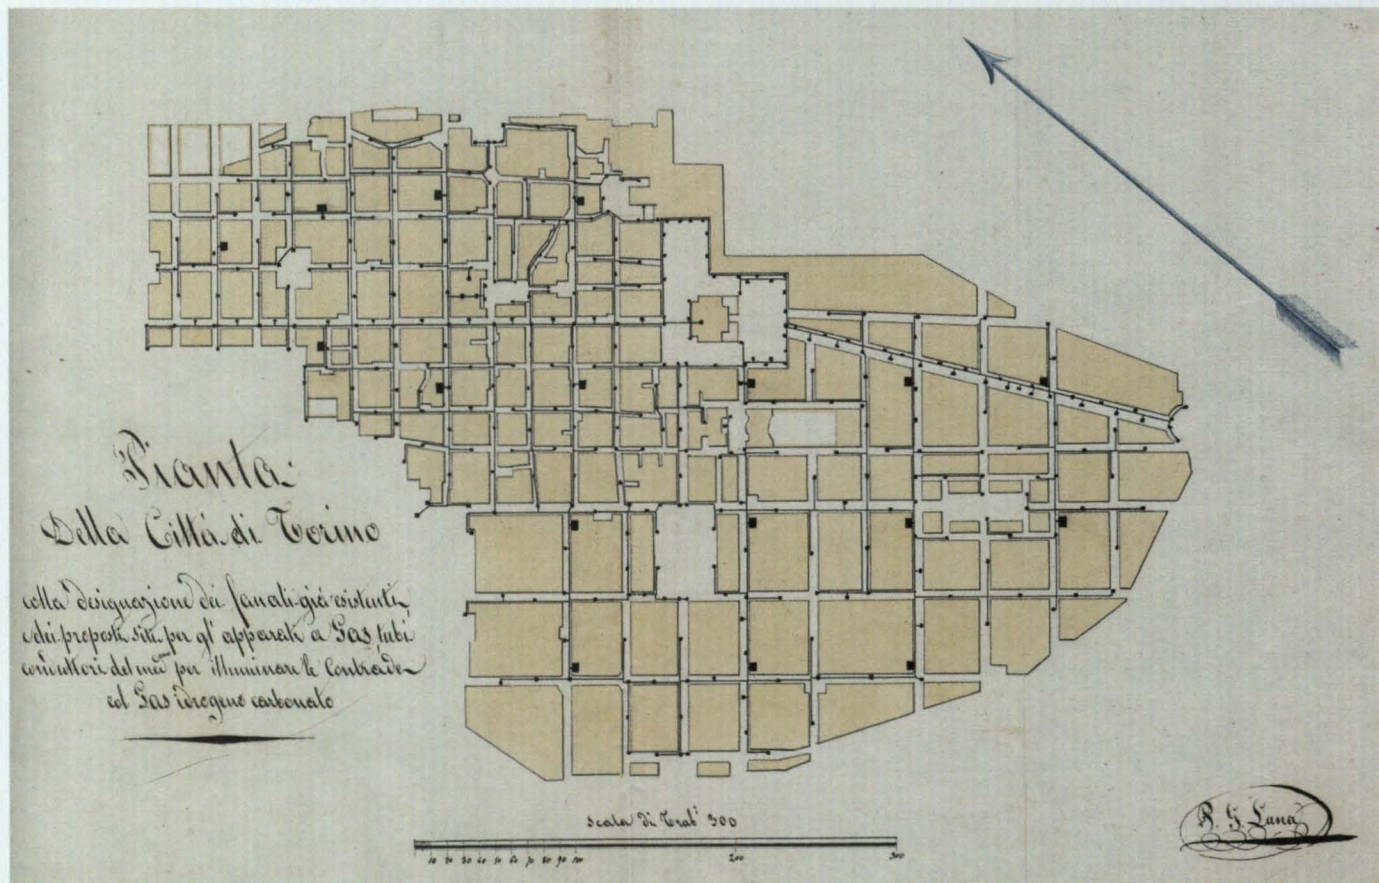 Pianta
Della Città di Torino
colla designazione dei fanali già esistenti
e dei proposti siti per gl' apparati a Gas, tubi
conduttori del med.mo per illuminare le Contrade
col Gas idrogeno carbonato
Scala di Trab.i 300
10 20 30 40 50 60 70 80 90 100 200 300
R. G. Lana